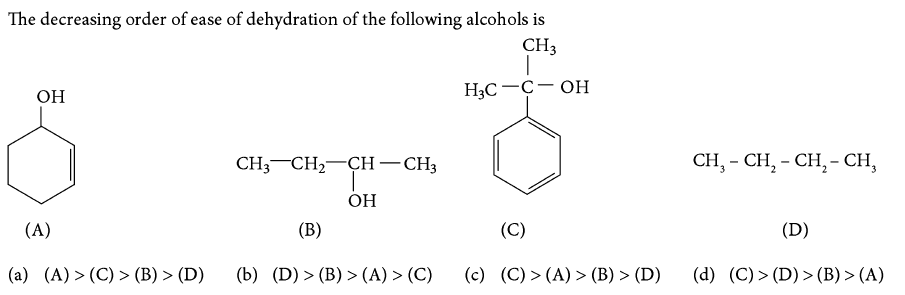 The decreasing order of ease of dehydration of the following alcohols is
CH₃
H₃C—C—OH
OH
CH₃—CH₂—CH—CH₃
OH
CH₃ – CH₂ – CH₂ – CH₃
(A) (B) (C) (D)
(a) (A) > (C) > (B) > (D) (b) (D) > (B) > (A) > (C) (c) (C) > (A) > (B) > (D) (d) (C) > (D) > (B) > (A)